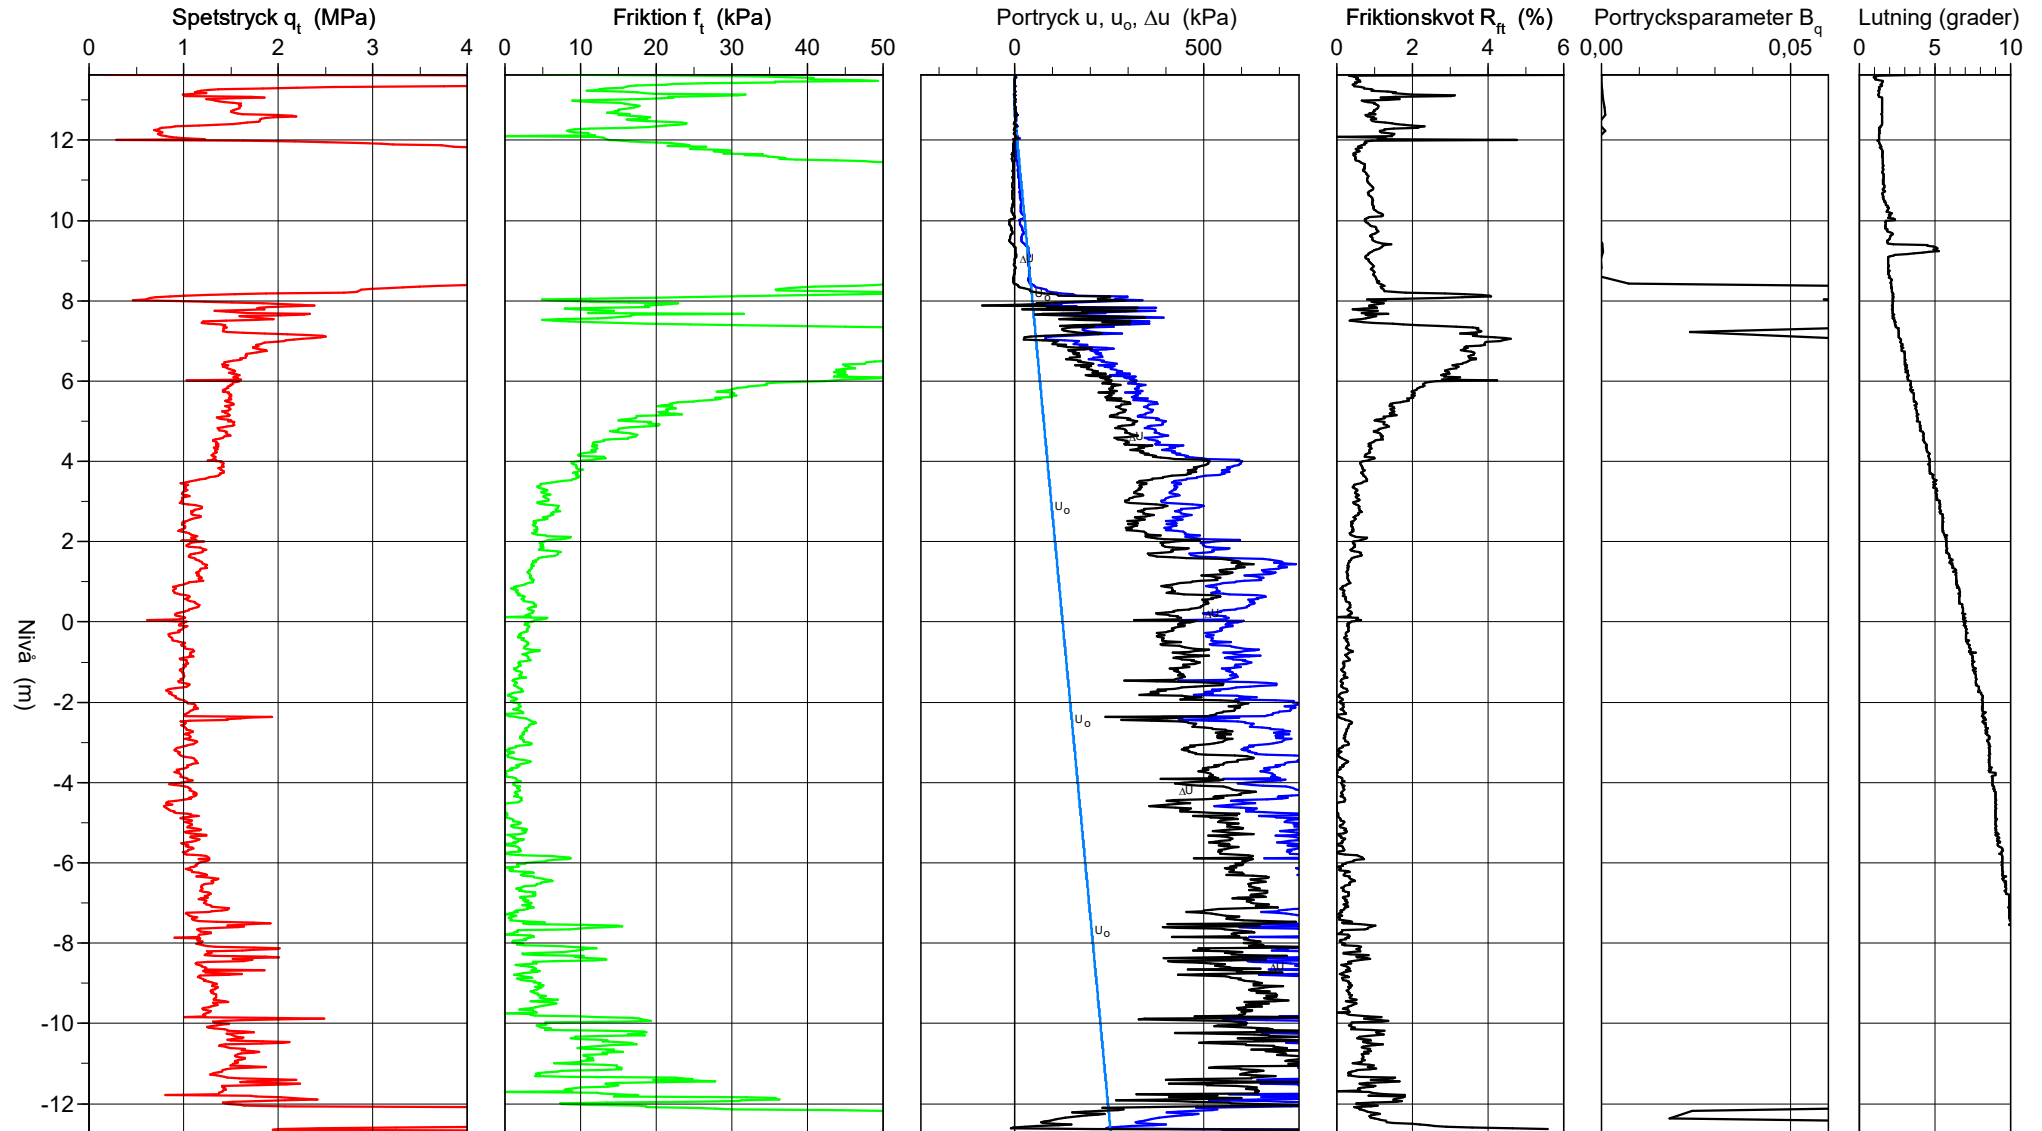 Spetstryck qt (MPa) Friktion ft (kPa) Portryck u, uo, Δu (kPa) Friktionskvot Rft (%) Portrycksparameter Bq Lutning (grader)
0 1 2 3 4 0 10 20 30 40 50 0 500 0 2 4 6 0,00 0,05 0 5 10
12
10
ΔU
8 Uo
6
ΔU
4
Uo
2
ΔU
0
Nivå (m)
-2
Uo
-4
ΔU
-6
-8 Uo
ΔU
-10
-12